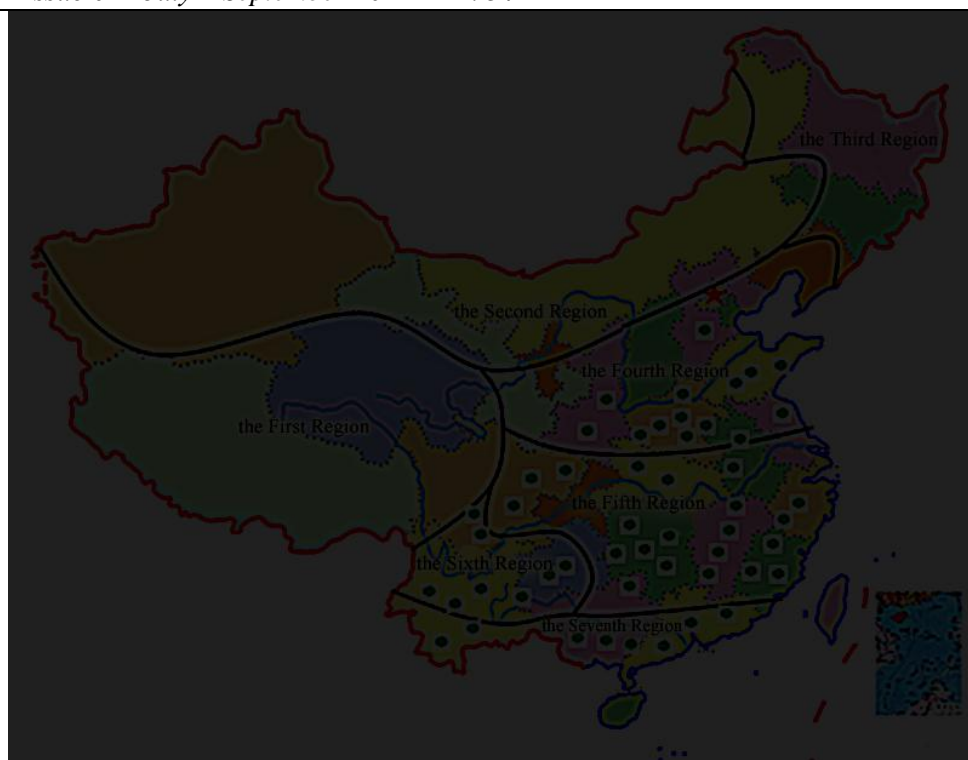 the Third Region
the Second Region
the Fourth Region
the First Region
the Fifth Region
the Sixth Region
the Seventh Region